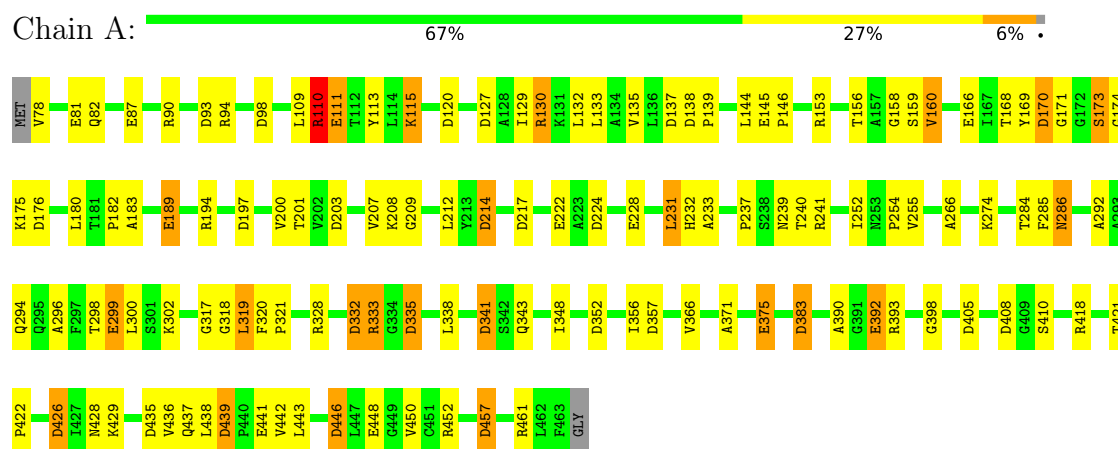 Chain A:
67% 27% 6% •
MET V78 E81 Q82 E87 R90 D93 R94 D98 L109 R110 E111 T112 Y113 L114 K115 D120 D127 A128 I129 R130 K131 L132 L133 A134 V135 L136 D137 D138 P139 L144 E145 P146 R153 T156 A157 G158 S159 V160 E166 I167 T168 Y169 D170 G171 G172 S173
K175 D176 L180 T181 P182 A183 E189 R194 D197 V200 T201 V202 D203 V207 K208 G209 L212 Y213 D214 D217 E222 A223 D224 E228 L231 H232 A233 P237 S238 N239 T240 R241 I252 N253 P254 V255 A266 K274 T284 F285 N286 A292
Q294 Q295 A296 F297 T298 E299 L300 S301 K302 G317 G318 L319 F320 P321 R328 D332 R333 G334 D335 L338 D341 S342 Q343 I348 D352 I356 D357 V366 A371 E375 D383 A390 G391 E392 R393 G398 D405 D408 G409 S410 R418 T421
P422 D426 I427 N428 K429 D435 V436 Q437 L438 D439 P440 E441 V442 L443 D446 L447 E448 G449 V450 C451 R452 D457 R461 L462 F463 GLY